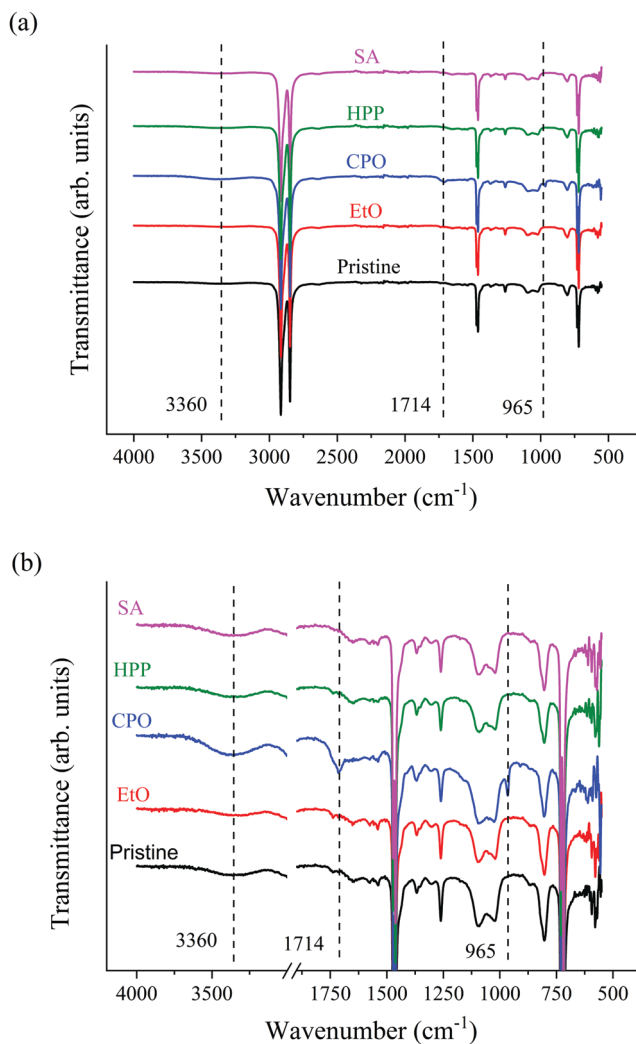 (a)
SA
HPP
CPO
EtO
Pristine
3360
1714
965
Transmittance (arb. units)
4000 3500 3000 2500 2000 1500 1000 500
Wavenumber (cm⁻¹)
(b)
SA
HPP
CPO
EtO
Pristine
3360
1714
965
Transmittance (arb. units)
4000 3500 1750 1500 1250 1000 750 500
Wavenumber (cm⁻¹)